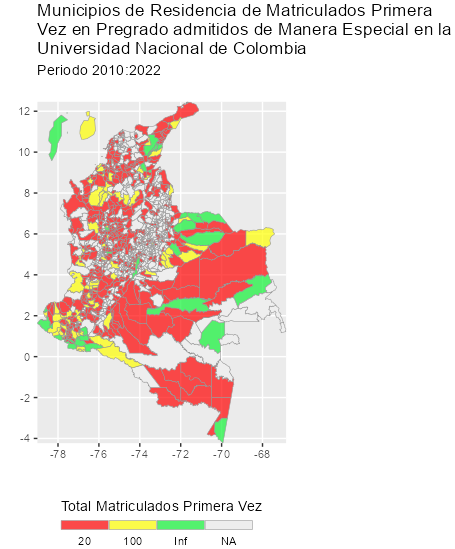 Municipios de Residencia de Matriculados Primera
Vez en Pregrado admitidos de Manera Especial en la
Universidad Nacional de Colombia
Periodo 2010:2022
12
10
8
6
4
2
0
-2
-4
-78 -76 -74 -72 -70 -68
Total Matriculados Primera Vez
20 100 Inf NA